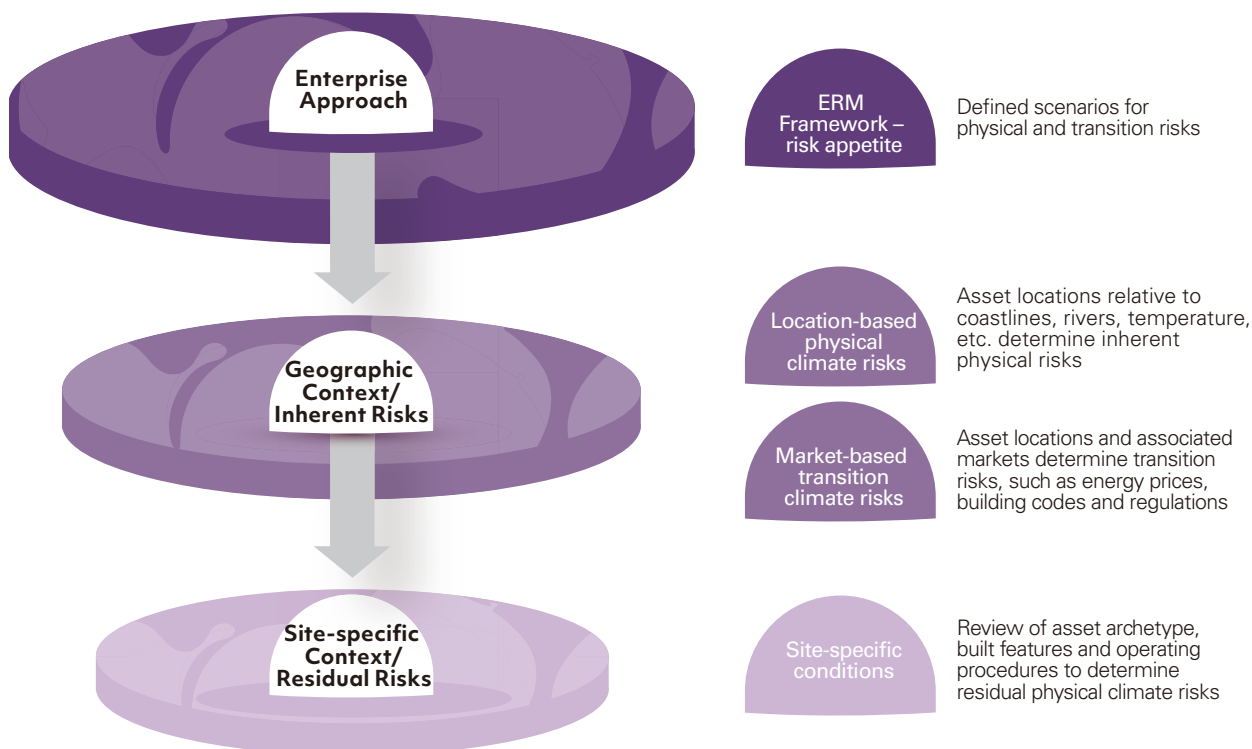 Enterprise
Approach
ERM
Framework –
risk appetite
Defined scenarios for
physical and transition risks
Geographic
Context/
Inherent Risks
Location-based
physical
climate risks
Asset locations relative to
coastlines, rivers, temperature,
etc. determine inherent
physical risks
Market-based
transition
climate risks
Asset locations and associated
markets determine transition
risks, such as energy prices,
building codes and regulations
Site-specific
Context/
Residual Risks
Site-specific
conditions
Review of asset archetype,
built features and operating
procedures to determine
residual physical climate risks